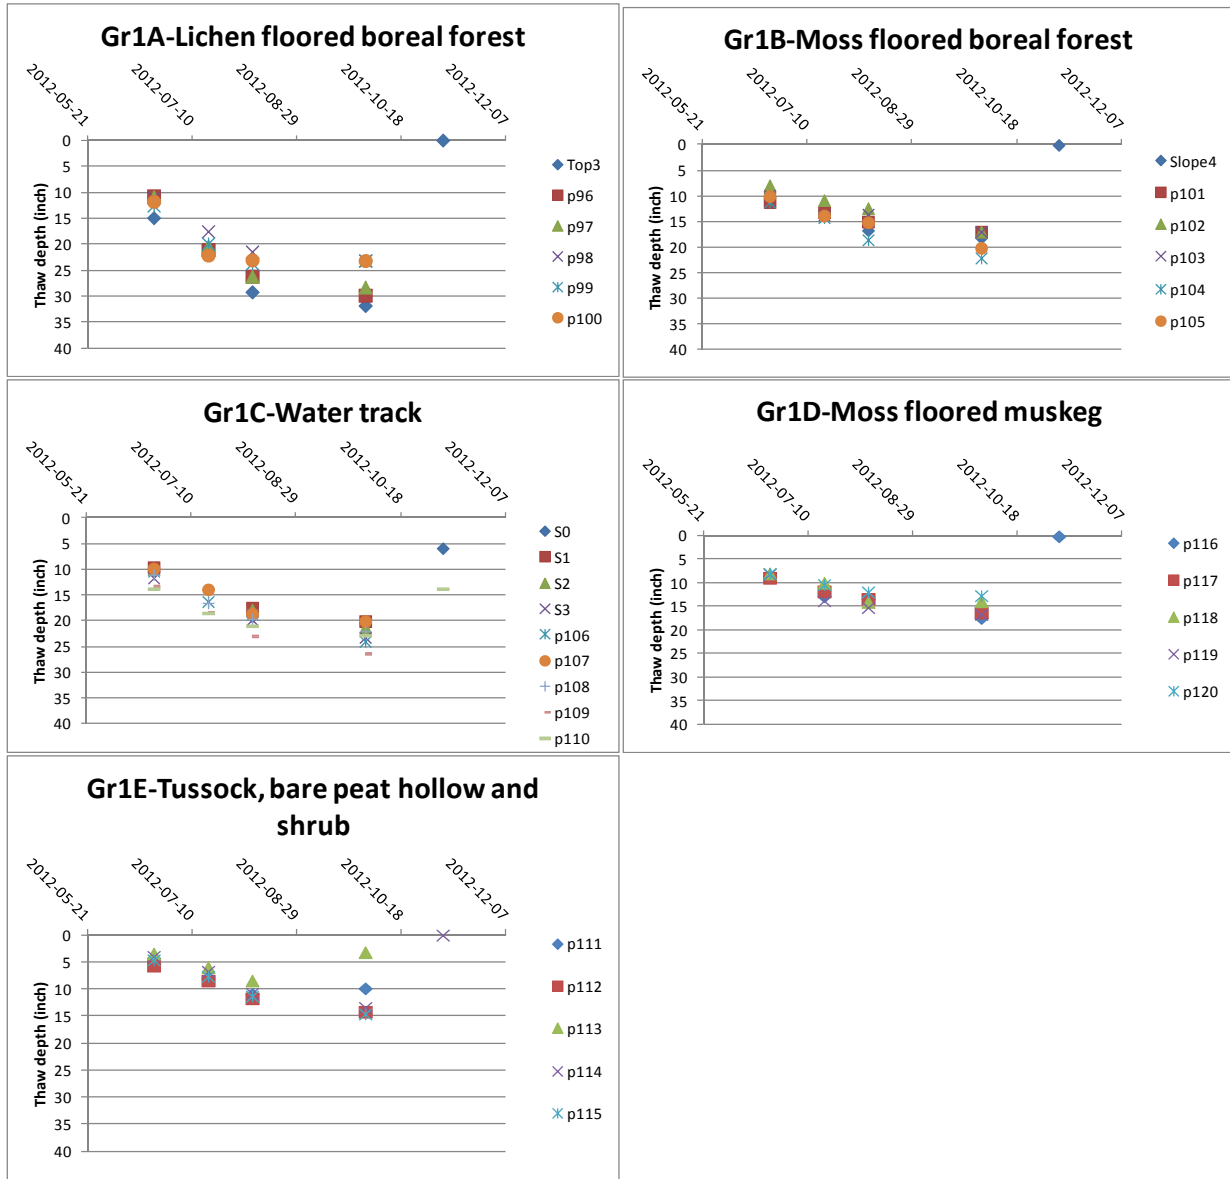 Gr1A-Lichen floored boreal forest
2012-05-21
2012-07-10
2012-08-29
2012-10-18
2012-12-07
Thaw depth (inch)
0
5
10
15
20
25
30
35
40
Top3
p96
p97
p98
p99
p100
Gr1B-Moss floored boreal forest
2012-05-21
2012-07-10
2012-08-29
2012-10-18
2012-12-07
Thaw depth (inch)
0
5
10
15
20
25
30
35
40
Slope4
p101
p102
p103
p104
p105
Gr1C-Water track
2012-05-21
2012-07-10
2012-08-29
2012-10-18
2012-12-07
Thaw depth (inch)
0
5
10
15
20
25
30
35
40
S0
S1
S2
S3
p106
p107
p108
p109
p110
Gr1D-Moss floored muskeg
2012-05-21
2012-07-10
2012-08-29
2012-10-18
2012-12-07
Thaw depth (inch)
0
5
10
15
20
25
30
35
40
p116
p117
p118
p119
p120
Gr1E-Tussock, bare peat hollow and
shrub
2012-05-21
2012-07-10
2012-08-29
2012-10-18
2012-12-07
Thaw depth (inch)
0
5
10
15
20
25
30
35
40
p111
p112
p113
p114
p115